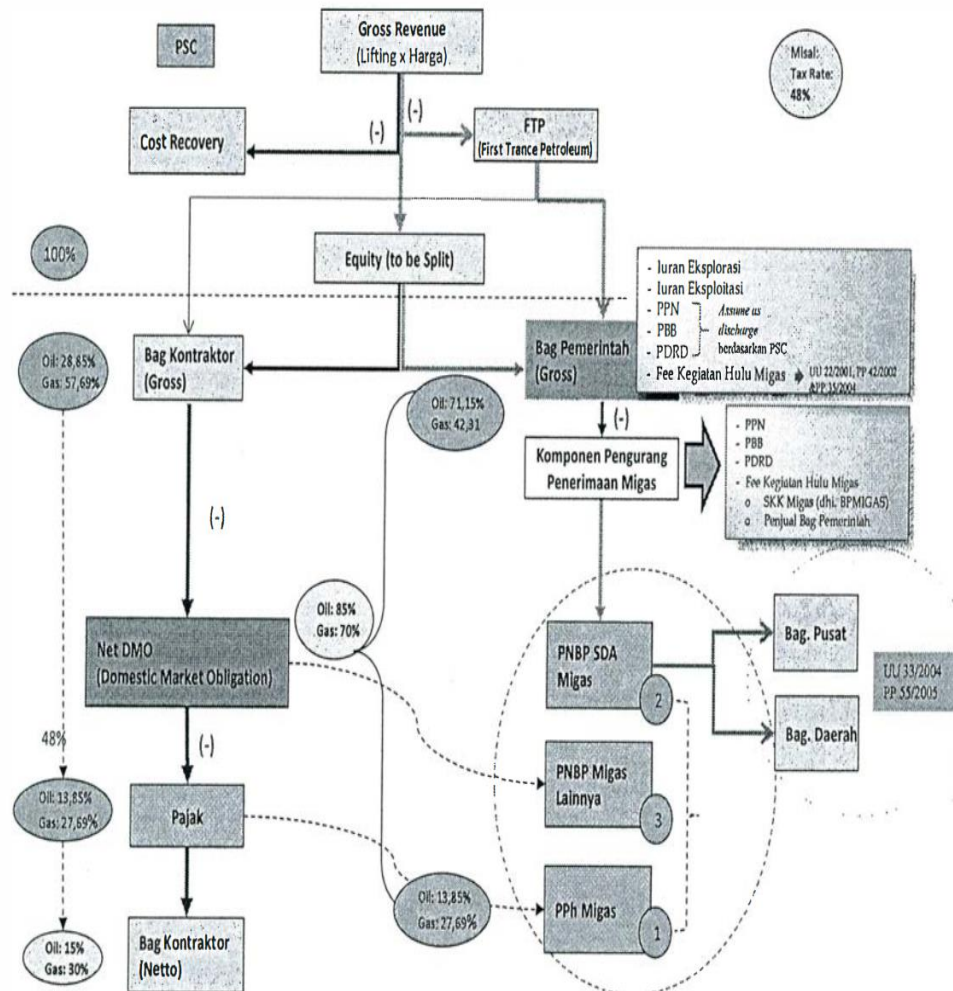 PSC
Gross Revenue
(Lifting x Harga)
Misal:
Tax Rate:
48%
(-)
(-)
Cost Recovery
FTP
(First Trance Petroleum)
100%
Equity (to be Split)
- Iuran Eksplorasi
- Iuran Eksploitasi
- PPN
- PBB
- PDRD
Assume as
discharge
berdasarkan PSC
- Fee Kegiatan Hulu Migas
UU 22/2001, PP 42/2002
&PP 35/2004
Oil: 28,85%
Gas: 57,69%
Bag Kontraktor
(Gross)
Bag Pemerintah
(Gross)
Oil: 71,15%
Gas: 42,31
(-)
Komponen Pengurang
Penerimaan Migas
- PPN
- PBB
- PDRD
- Fee Kegiatan Hulu Migas
o SKK Migas (dhi. BPMIGAS)
o Penjual Bag Pemerintah
(-)
Oil: 85%
Gas: 70%
Net DMO
(Domestic Market Obligation)
PNBP SDA
Migas
2
Bag. Pusat
UU 33/2004
PP 55/2005
Bag. Daerah
48%
(-)
Oil: 13,85%
Gas: 27,69%
Pajak
PNBP Migas
Lainnya
3
Oil: 13,85%
Gas: 27,69%
PPh Migas
1
Oil: 15%
Gas: 30%
Bag Kontraktor
(Netto)